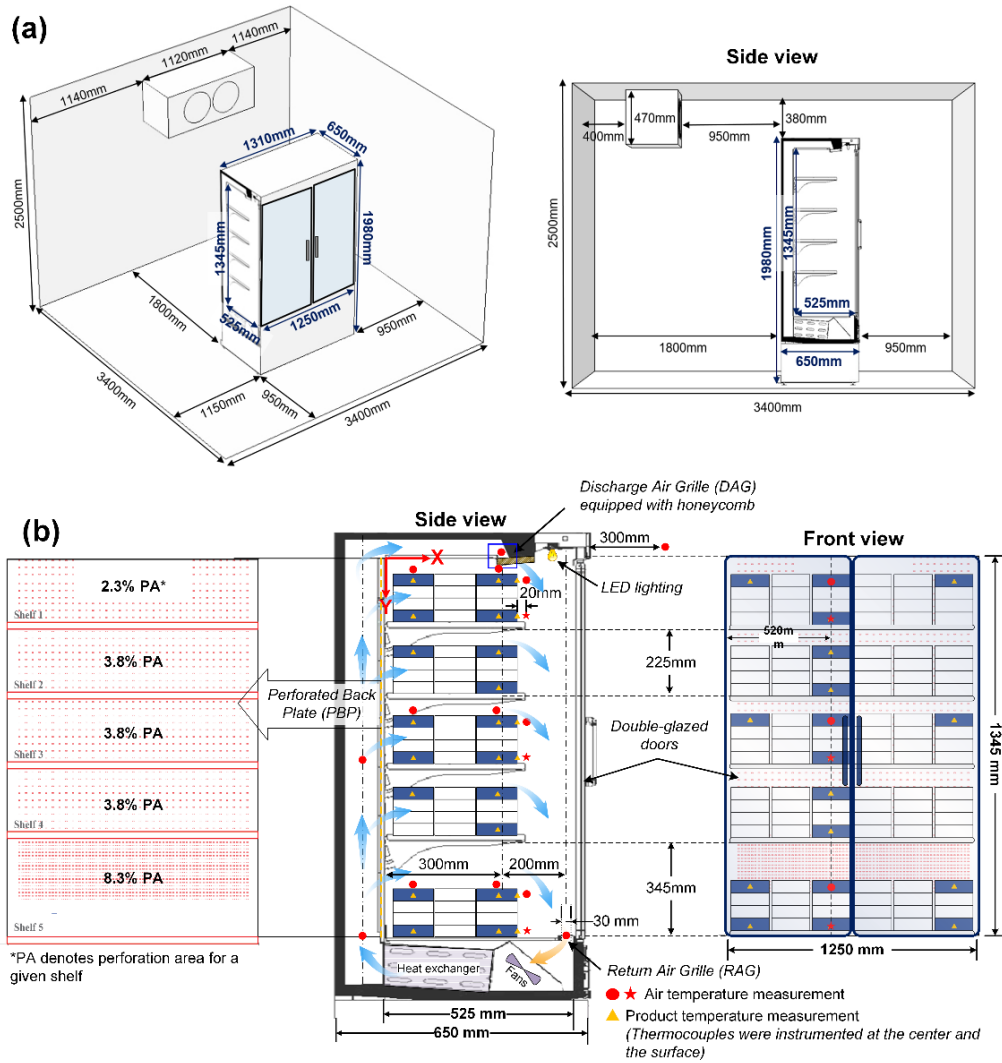 (a)
1140mm
1120mm
1140mm
2500mm
1310mm
650mm
1345mm
1980mm
525mm
1250mm
1800mm
950mm
3400mm
1150mm
950mm
3400mm
Side view
470mm
400mm
950mm
380mm
2500mm
1980mm
1345mm
525mm
1800mm
650mm
950mm
3400mm
(b)
Side view
Discharge Air Grille (DAG)
equipped with honeycomb
300mm
Front view
LED lighting
X
Y
20mm
2.3% PA*
Shelf 1
3.8% PA
Shelf 2
3.8% PA
Shelf 3
3.8% PA
Shelf 4
8.3% PA
Shelf 5
*PA denotes perforation area for a
given shelf
Perforated Back
Plate (PBP)
225mm
Double-glazed
doors
300mm
200mm
345mm
30 mm
Heat exchanger
Fans
525 mm
650 mm
520m
m
1345 mm
1250 mm
Return Air Grille (RAG)
Air temperature measurement
Product temperature measurement
(Thermocouples were instrumented at the center and
the surface)